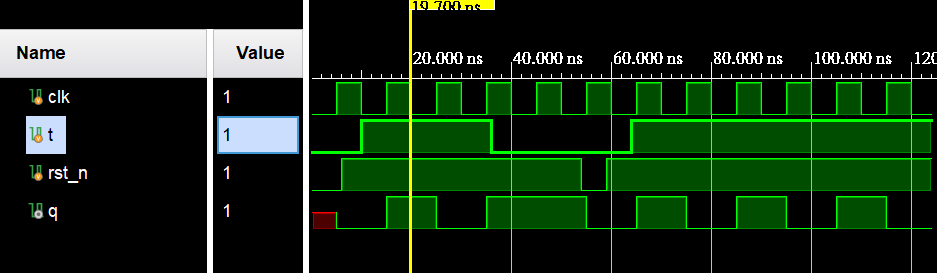 19.700 ns
Name Value
20.000 ns 40.000 ns 60.000 ns 80.000 ns 100.000 ns 120
clk 1
t 1
rst_n 1
q 1